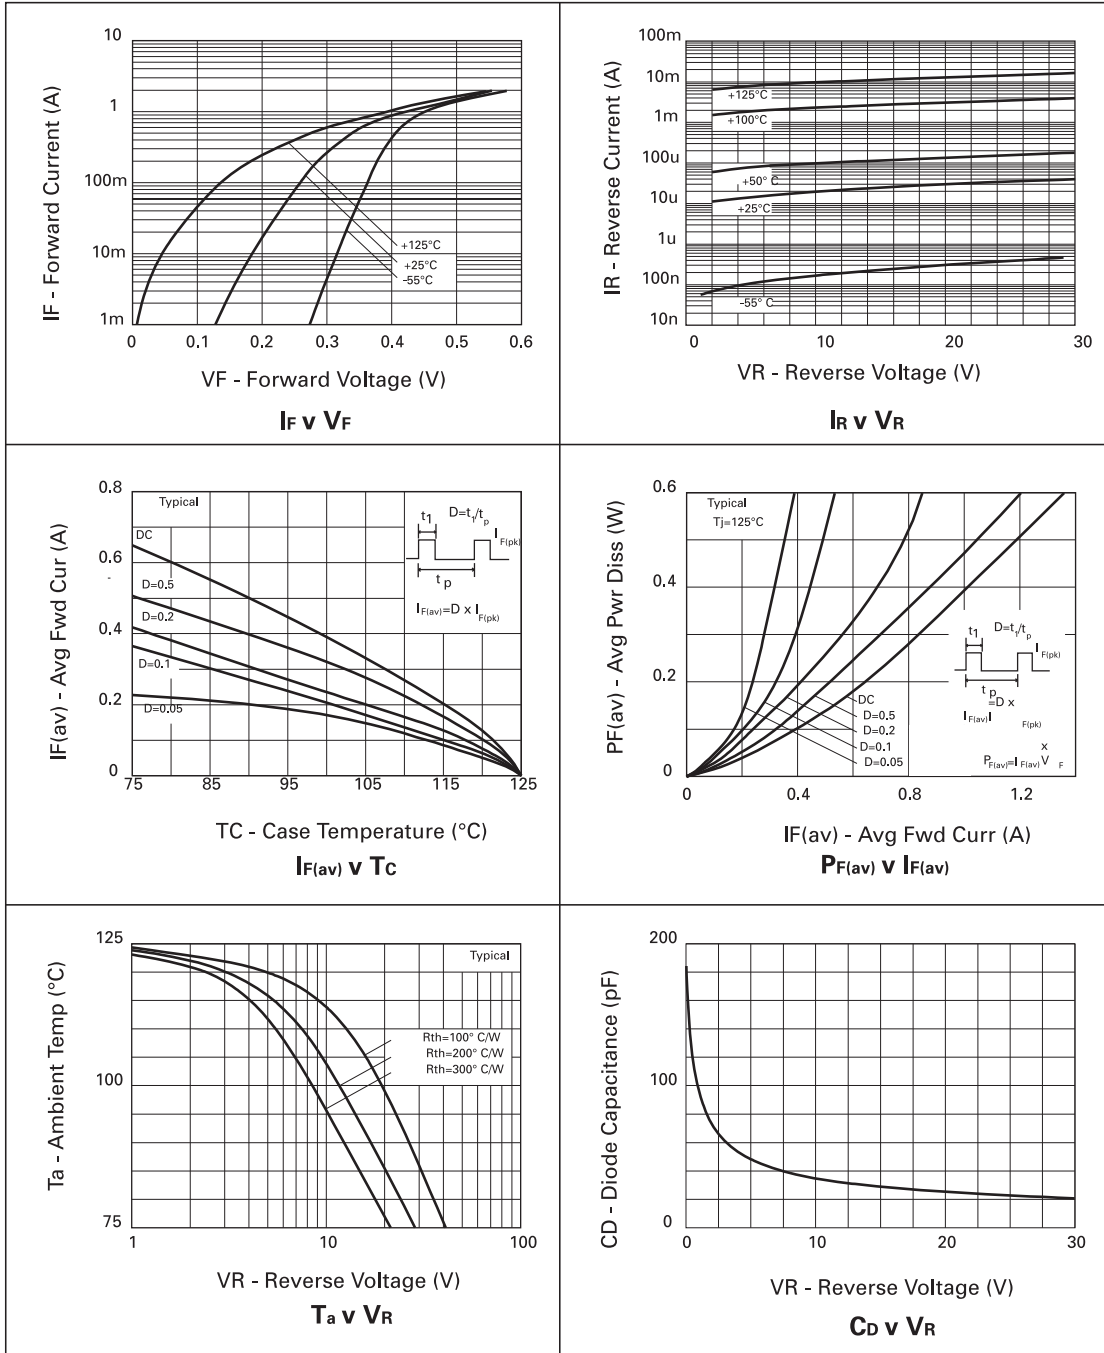 10
1
100m
10m
1m
0 0.1 0.2 0.3 0.4 0.5 0.6
IF - Forward Current (A)
+125°C
+25°C
-55°C
VF - Forward Voltage (V)
IF v VF
100m
10m
1m
100u
10u
1u
100n
10n
0 10 20 30
IR - Reverse Current (A)
+125°C
+100°C
+50° C
+25°C
-55° C
VR - Reverse Voltage (V)
IR v VR
0.8
0.6
0.4
0.2
0
75 85 95 105 115 125
IF(av) - Avg Fwd Cur (A)
Typical
DC
D=0.5
D=0.2
D=0.1
D=0.05
t1 D=t1/tp
IF(pk)
tp
IF(av)=D x IF(pk)
TC - Case Temperature (°C)
IF(av) v TC
0.6
0.4
0.2
0
0 0.4 0.8 1.2
PF(av) - Avg Pwr Diss (W)
Typical
Tj=125°C
DC
D=0.5
D=0.2
D=0.1
D=0.05
t1 D=t1/tp
IF(pk)
tp
=D x
IF(av)I F(pk)
x
PF(av)=IF(av)V F
IF(av) - Avg Fwd Curr (A)
PF(av) v IF(av)
125
100
75
1 10 100
Ta - Ambient Temp (°C)
Typical
Rth=100° C/W
Rth=200° C/W
Rth=300° C/W
VR - Reverse Voltage (V)
Ta v VR
200
100
0
0 10 20 30
CD - Diode Capacitance (pF)
VR - Reverse Voltage (V)
CD v VR